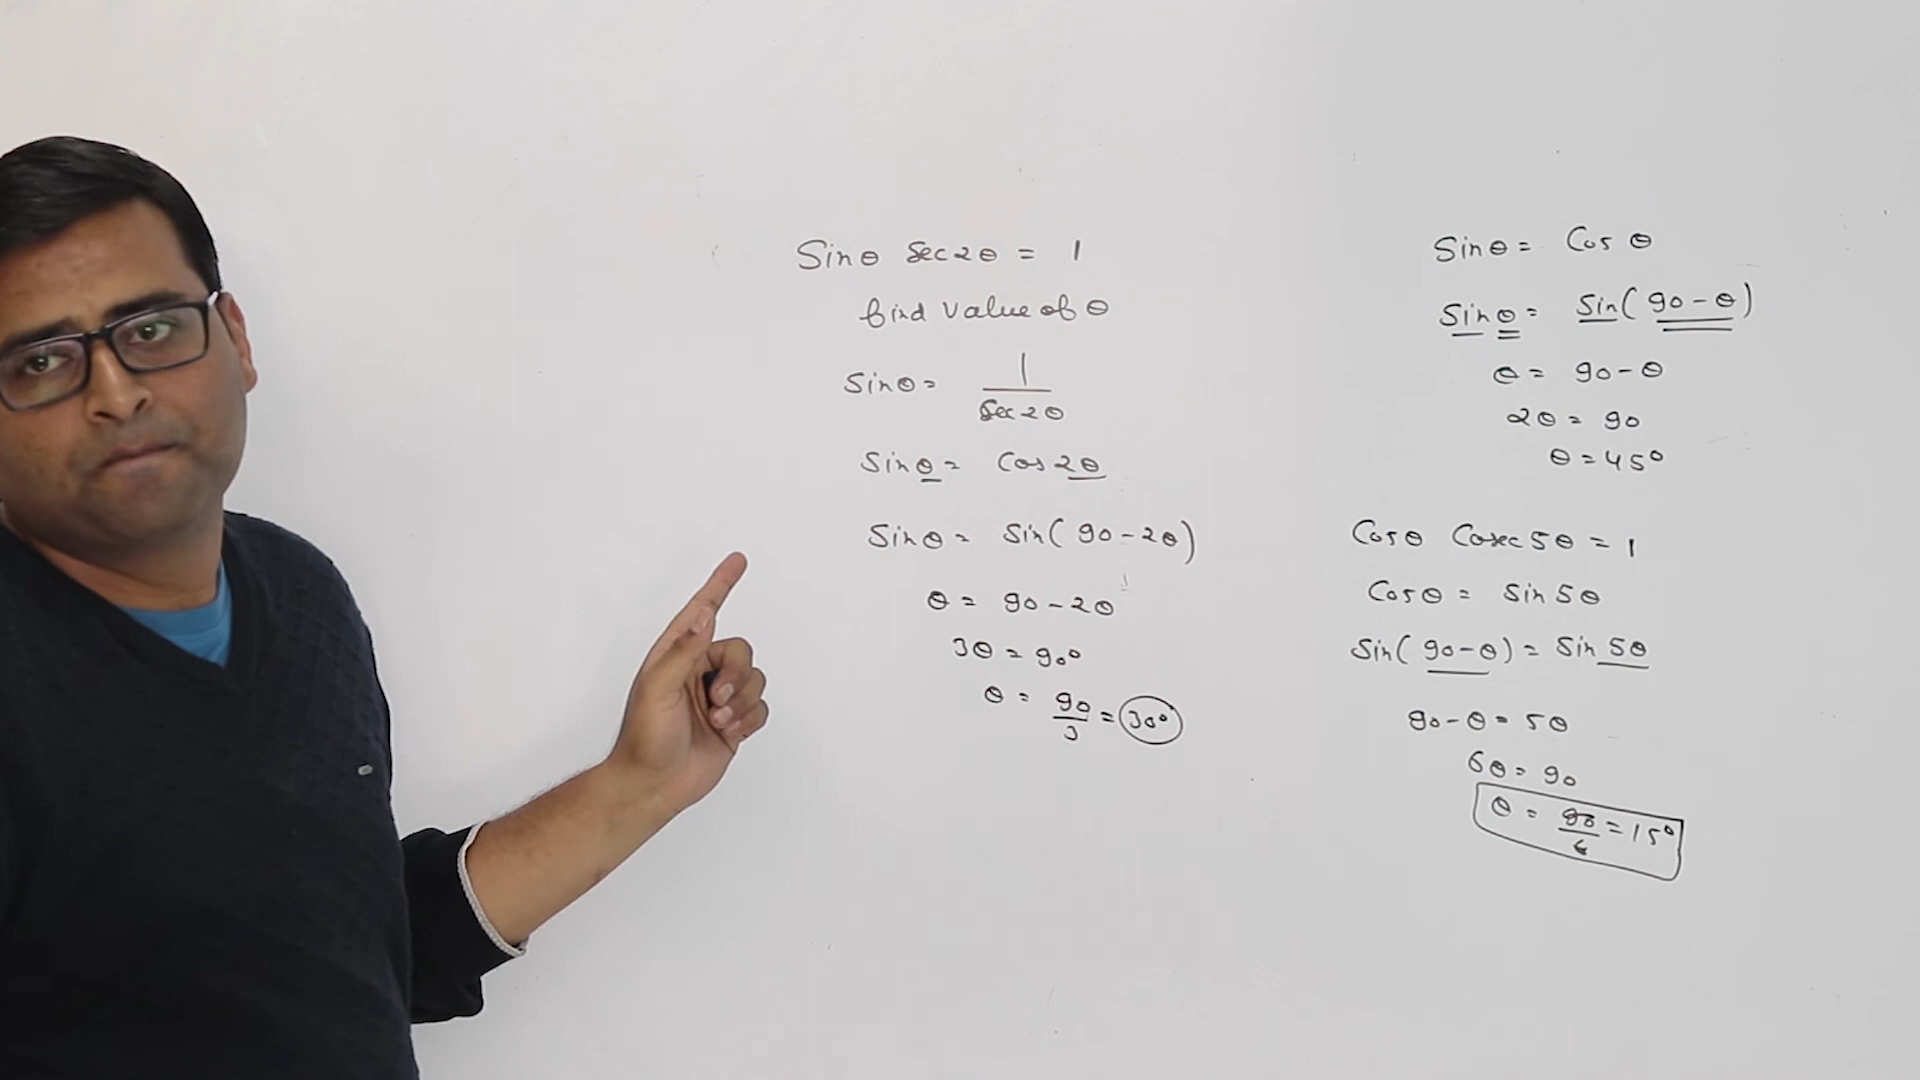 Sinθ Sec2θ = 1
find value of θ
Sinθ = 1/Sec2θ
Sinθ = Cos2θ
Sinθ = Sin(90-2θ)
θ = 90-2θ
3θ = 90°
θ = 90/3 = 30°
Sinθ = Cosθ
Sinθ = Sin(90-θ)
θ = 90-θ
2θ = 90
θ = 45°
Cosθ Cosec5θ = 1
Cosθ = Sin5θ
Sin(90-θ) = Sin5θ
90-θ = 5θ
6θ = 90
θ = 90/6 = 15°